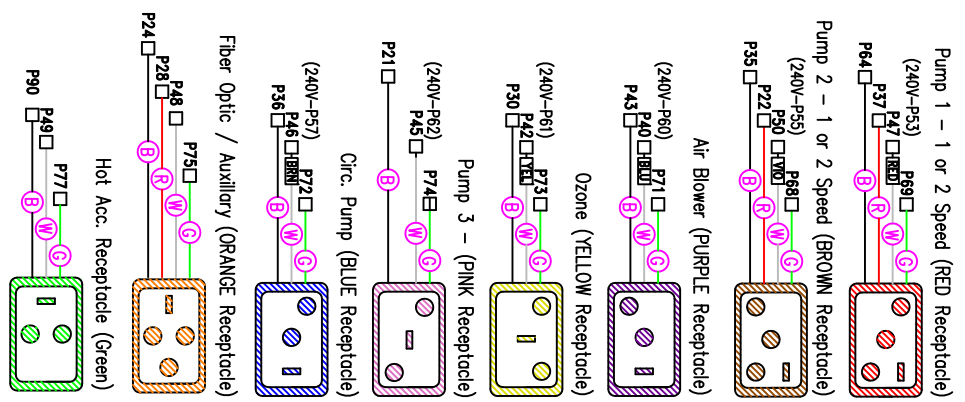 Pump 1 - 1 or 2 Speed (RED Receptacle)
(240V-P53)
P64
P37
P47
RED
P69
B
R
W
G
Pump 2 - 1 or 2 Speed (BROWN Receptacle)
(240V-P55)
P35
P22
P50
VIO
P68
B
R
W
G
Air Blower (PURPLE Receptacle)
(240V-P60)
P43
P40
BLU
P71
B
W
G
Ozone (YELLOW Receptacle)
(240V-P61)
P30
P42
YEL
P73
B
W
G
Pump 3 - (PINK Receptacle)
(240V-P62)
P21
P45
P74
B
W
G
Circ. Pump (BLUE Receptacle)
(240V-P57)
P36
P46
BRN
P72
B
W
G
Fiber Optic / Auxillary (ORANGE Receptacle)
P24
P28
P48
P75
B
R
W
G
Hot Acc. Receptacle (Green)
P90
P49
P77
B
W
G